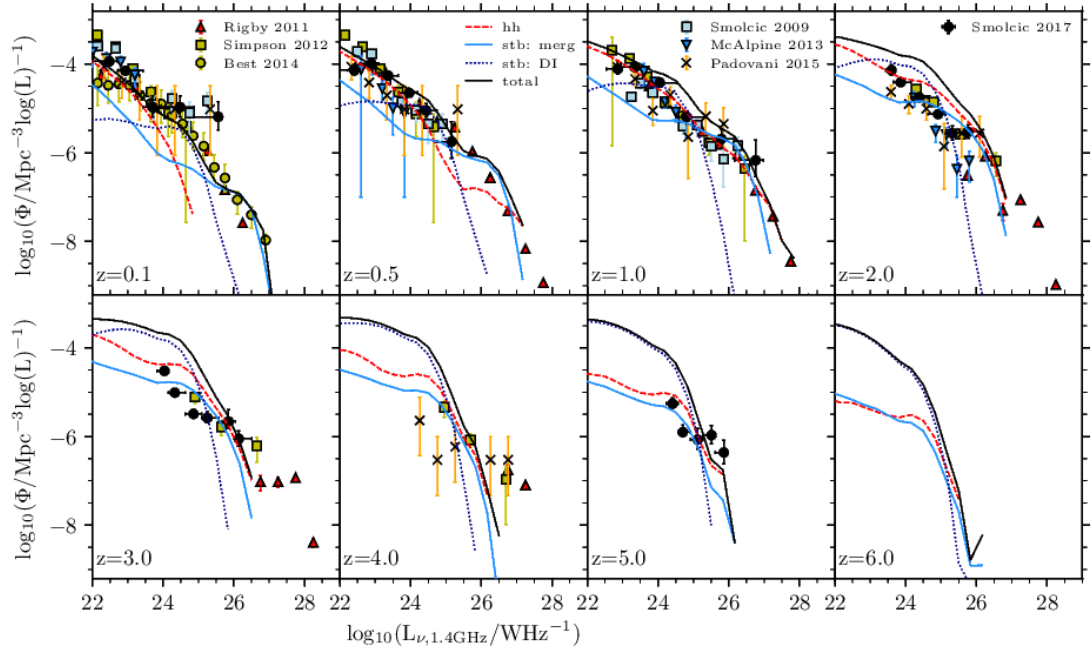 Rigby 2011
Simpson 2012
Best 2014
hh
stb: merg
stb: DI
total
Smolcic 2009
McAlpine 2013
Padovani 2015
Smolcic 2017
log₁₀(Φ/Mpc⁻³log(L)⁻¹)
−4
−6
−8
z=0.1
z=0.5
z=1.0
z=2.0
log₁₀(Φ/Mpc⁻³log(L)⁻¹)
−4
−6
−8
z=3.0
z=4.0
z=5.0
z=6.0
22 24 26 28 22 24 26 28 22 24 26 28 22 24 26 28
log₁₀(L_ν,1.4GHz/WHz⁻¹)